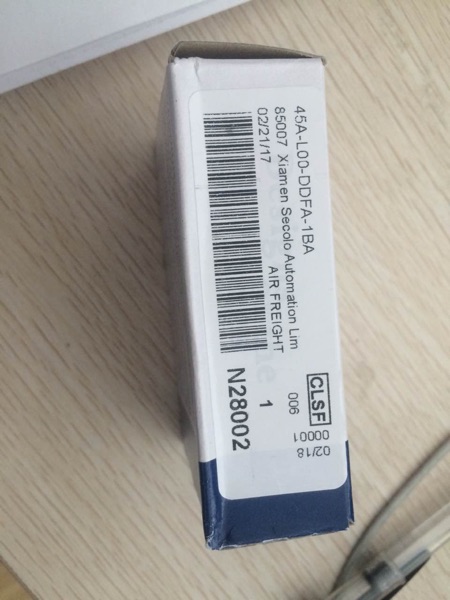 45A-L00-DDFA-1BA
85007 Xiamen Secolo Automation Lim
02/21/17
AIR FREIGHT
CLSF
006
1
N28002
02/18
00001